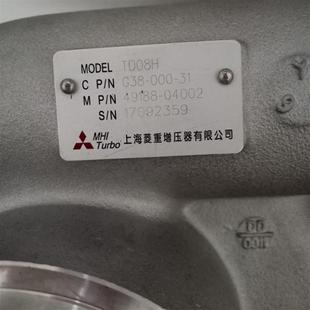 MODEL TD08H
C P/N G38-000-31
M P/N 49188-04002
S/N 17092359
MHI
Turbo 上海菱重增压器有限公司